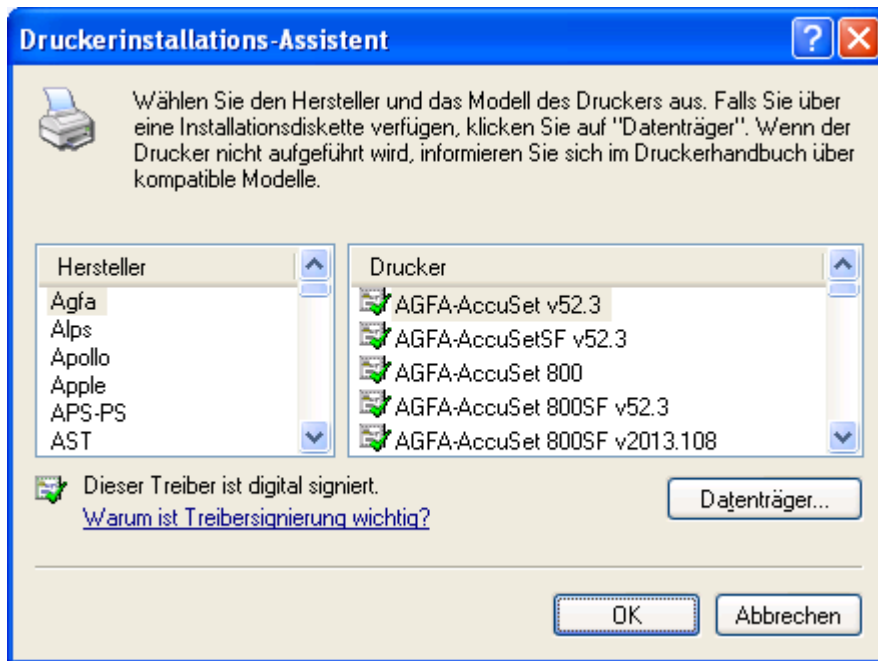 Druckerinstallations-Assistent
Wählen Sie den Hersteller und das Modell des Druckers aus. Falls Sie über
eine Installationsdiskette verfügen, klicken Sie auf "Datenträger". Wenn der
Drucker nicht aufgeführt wird, informieren Sie sich im Druckerhandbuch über
kompatible Modelle.
Hersteller
Agfa
Alps
Apollo
Apple
APS-PS
AST
Drucker
AGFA-AccuSet v52.3
AGFA-AccuSetSF v52.3
AGFA-AccuSet 800
AGFA-AccuSet 800SF v52.3
AGFA-AccuSet 800SF v2013.108
Dieser Treiber ist digital signiert.
Warum ist Treibersignierung wichtig?
Datenträger...
OK
Abbrechen